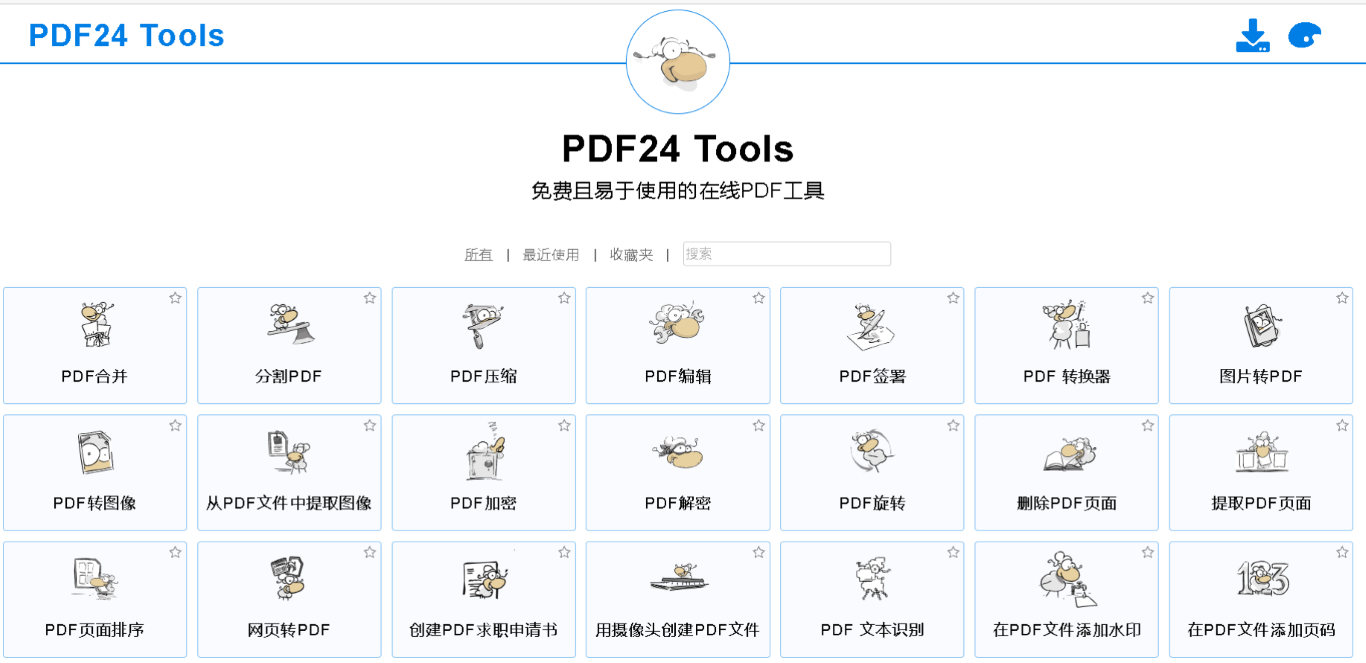 PDF24 Tools
PDF24 Tools
免费且易于使用的在线PDF工具
所有 | 最近使用 | 收藏夹 | 搜索
PDF合并
分割PDF
PDF压缩
PDF编辑
PDF签署
PDF 转换器
图片转PDF
PDF转图像
从PDF文件中提取图像
PDF加密
PDF解密
PDF旋转
删除PDF页面
提取PDF页面
PDF页面排序
网页转PDF
创建PDF求职申请书
用摄像头创建PDF文件
PDF 文本识别
在PDF文件添加水印
123
在PDF文件添加页码